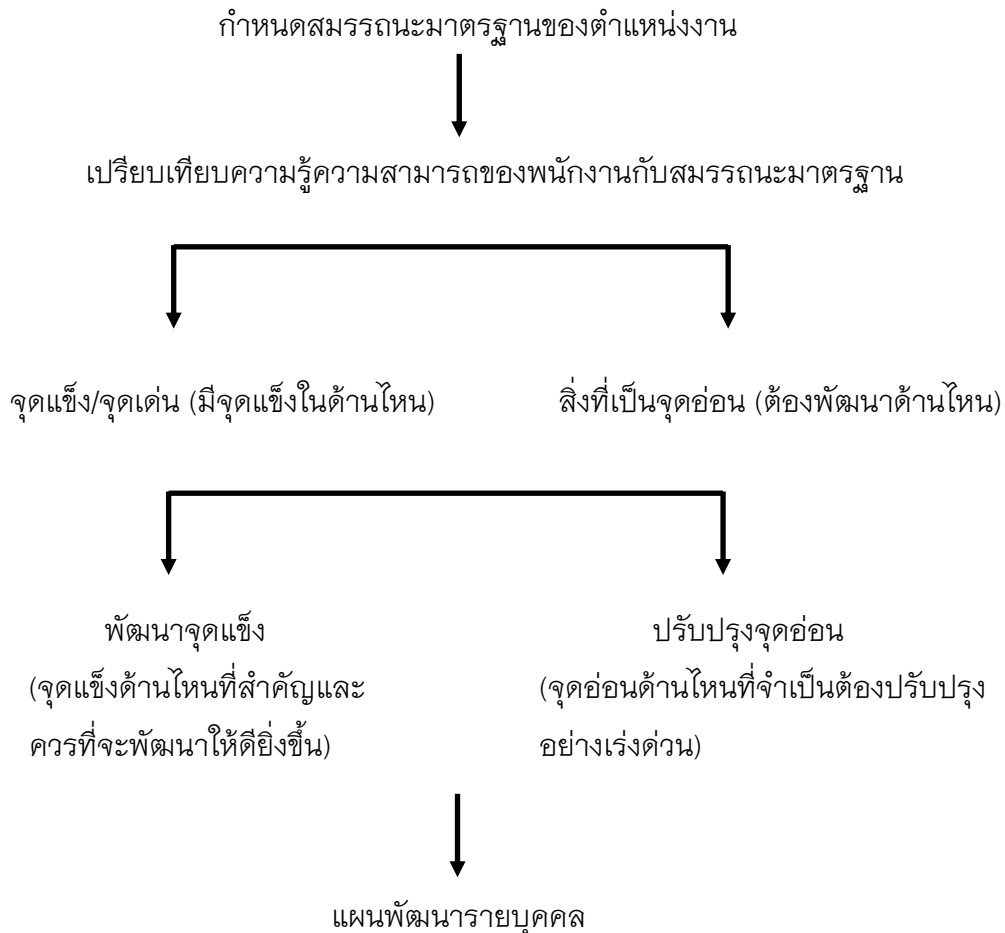 กำหนดสมรรถนะมาตรฐานของตำแหน่งงาน
เปรียบเทียบความรู้ความสามารถของพนักงานกับสมรรถนะมาตรฐาน
จุดแข็ง/จุดเด่น (มีจุดแข็งในด้านไหน)
สิ่งที่เป็นจุดอ่อน (ต้องพัฒนาด้านไหน)
พัฒนาจุดแข็ง
(จุดแข็งด้านไหนที่สำคัญและ
ควรที่จะพัฒนาให้ดียิ่งขึ้น)
ปรับปรุงจุดอ่อน
(จุดอ่อนด้านไหนที่จำเป็นต้องปรับปรุง
อย่างเร่งด่วน)
แผนพัฒนารายบุคคล